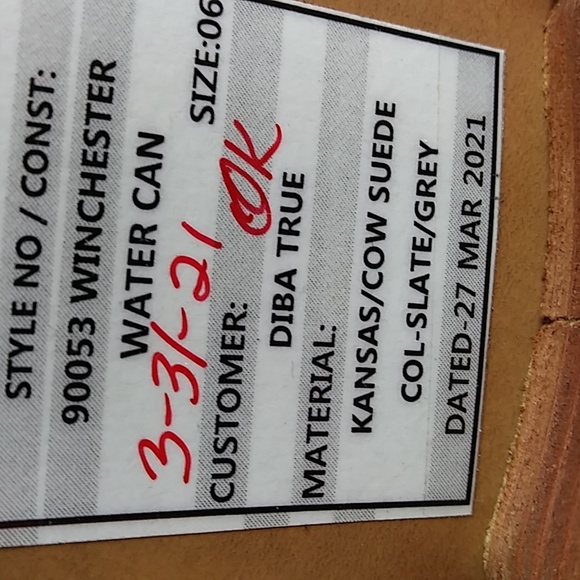 STYLE NO / CONST:
90053 WINCHESTER
WATER CAN SIZE:06
3-31-21 OK
CUSTOMER:
DIBA TRUE
MATERIAL:
KANSAS/COW SUEDE
COL-SLATE/GREY
DATED-27 MAR 2021